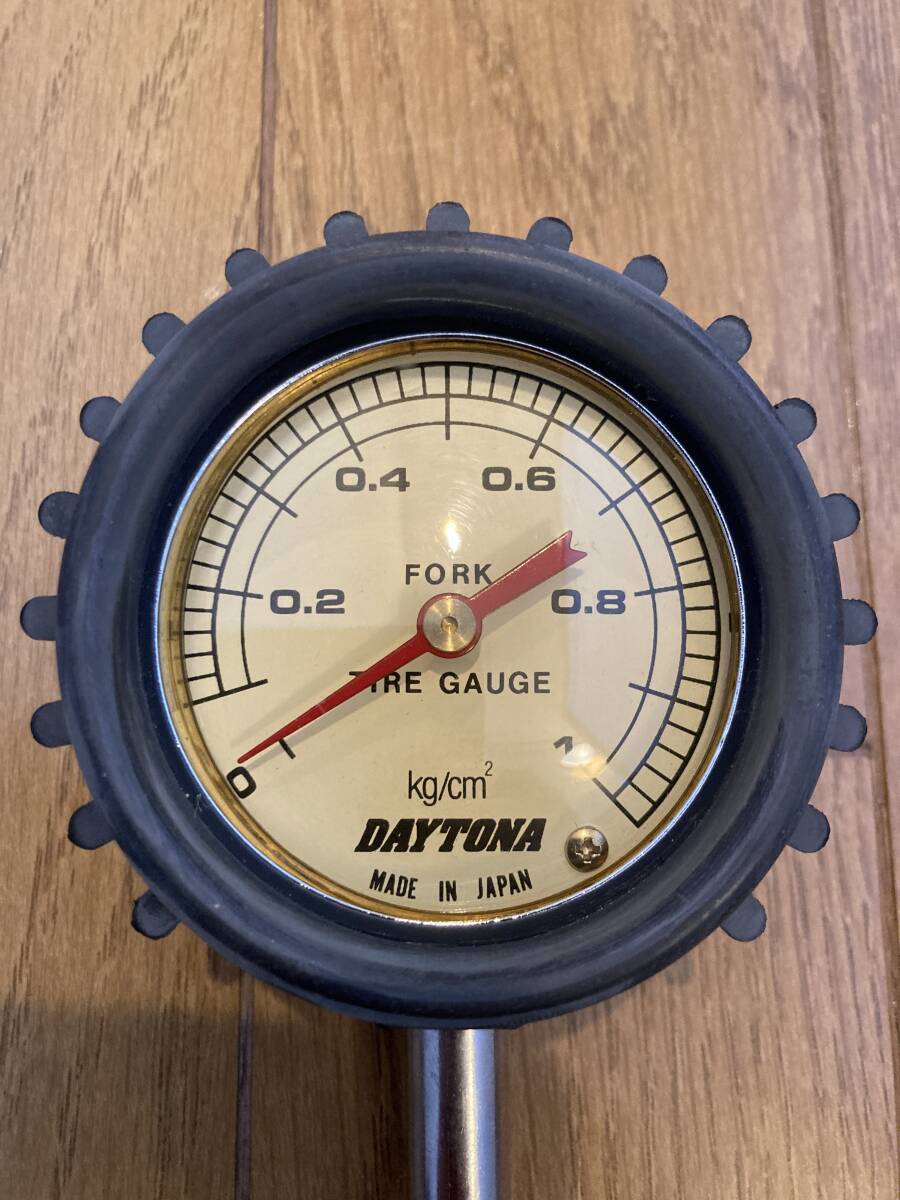 0.4 0.6
FORK
0.2 0.8
TIRE GAUGE
0 1
kg/cm²
DAYTONA
MADE IN JAPAN